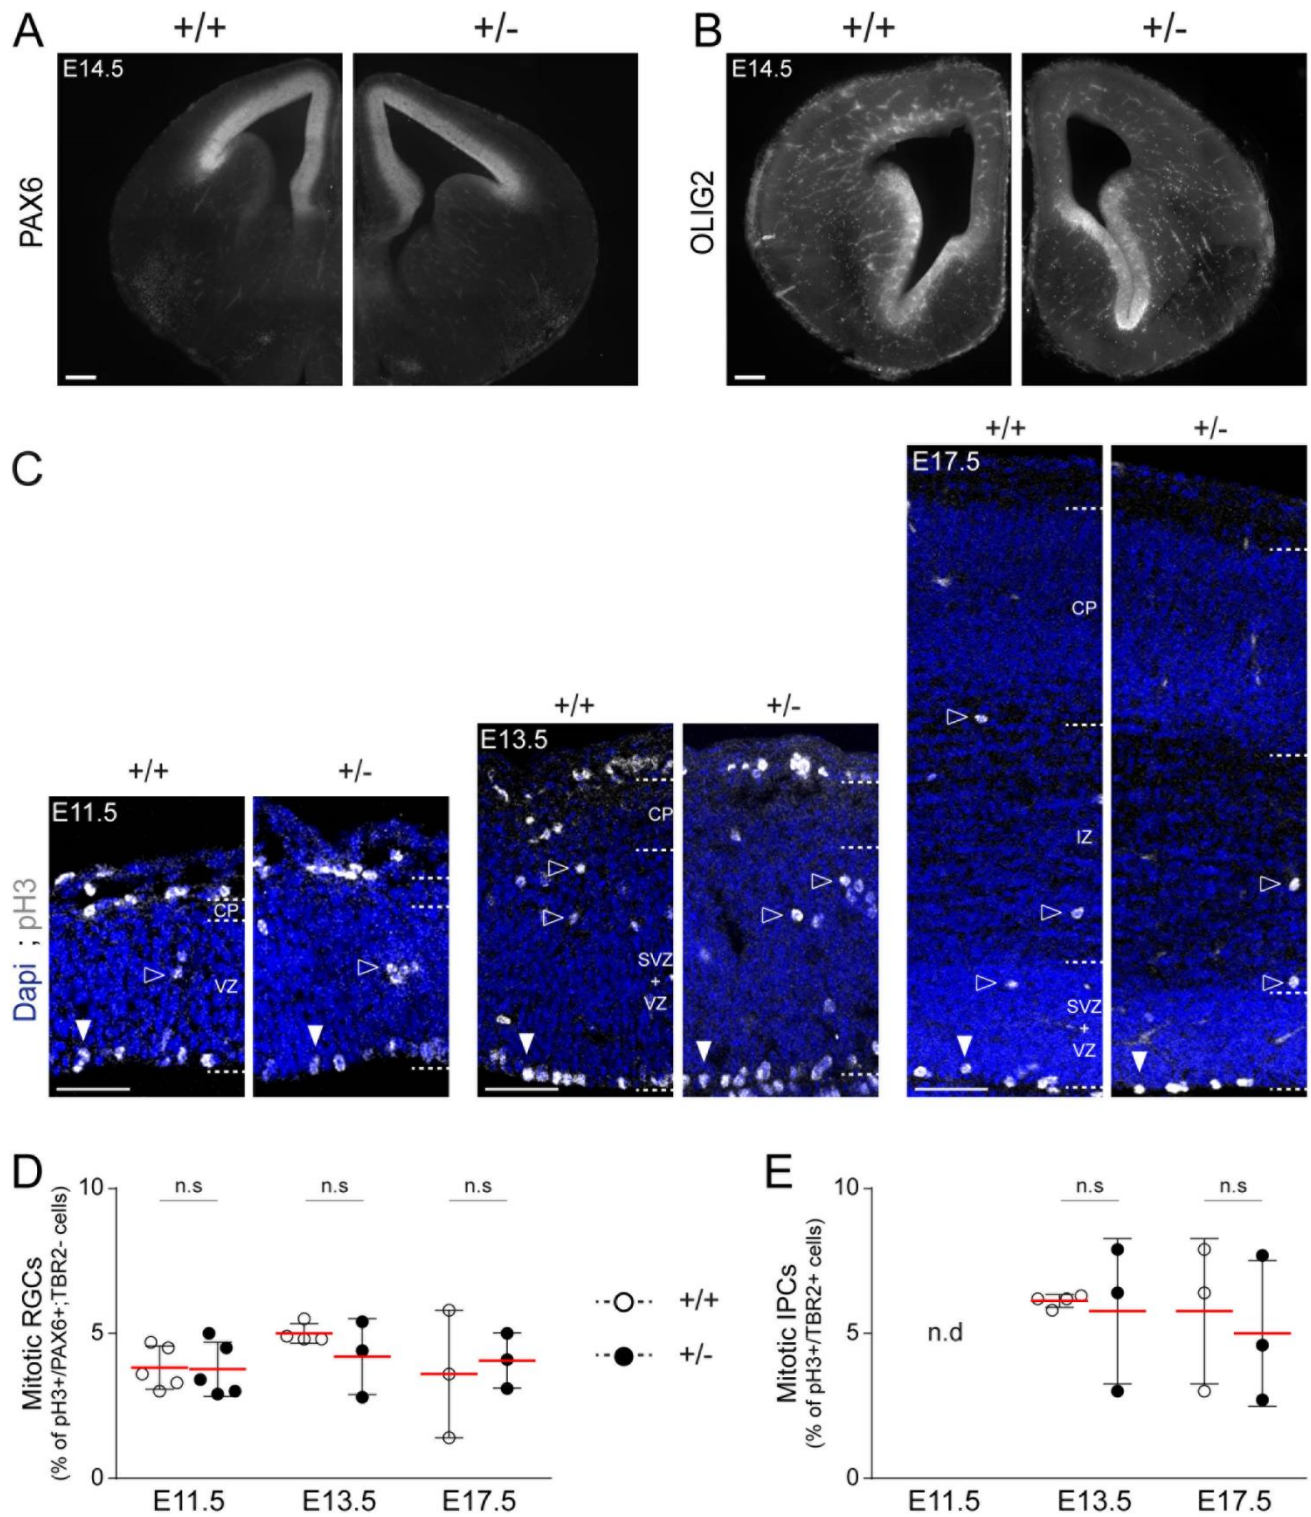 A
+/+
+/-
B
+/+
+/-
E14.5
E14.5
PAX6
OLIG2
C
+/+
+/-
E17.5
CP
+/+
+/-
E13.5
CP
IZ
+/+
+/-
E11.5
CP
VZ
SVZ
+
VZ
SVZ
+
VZ
Dapi ; pH3
D
E
Mitotic RGCs
(% of pH3+/PAX6+;TBR2- cells)
10
5
0
n.s
n.s
n.s
E11.5
E13.5
E17.5
+/+
+/-
Mitotic IPCs
(% of pH3+/TBR2+ cells)
10
5
0
n.d
n.s
n.s
E11.5
E13.5
E17.5